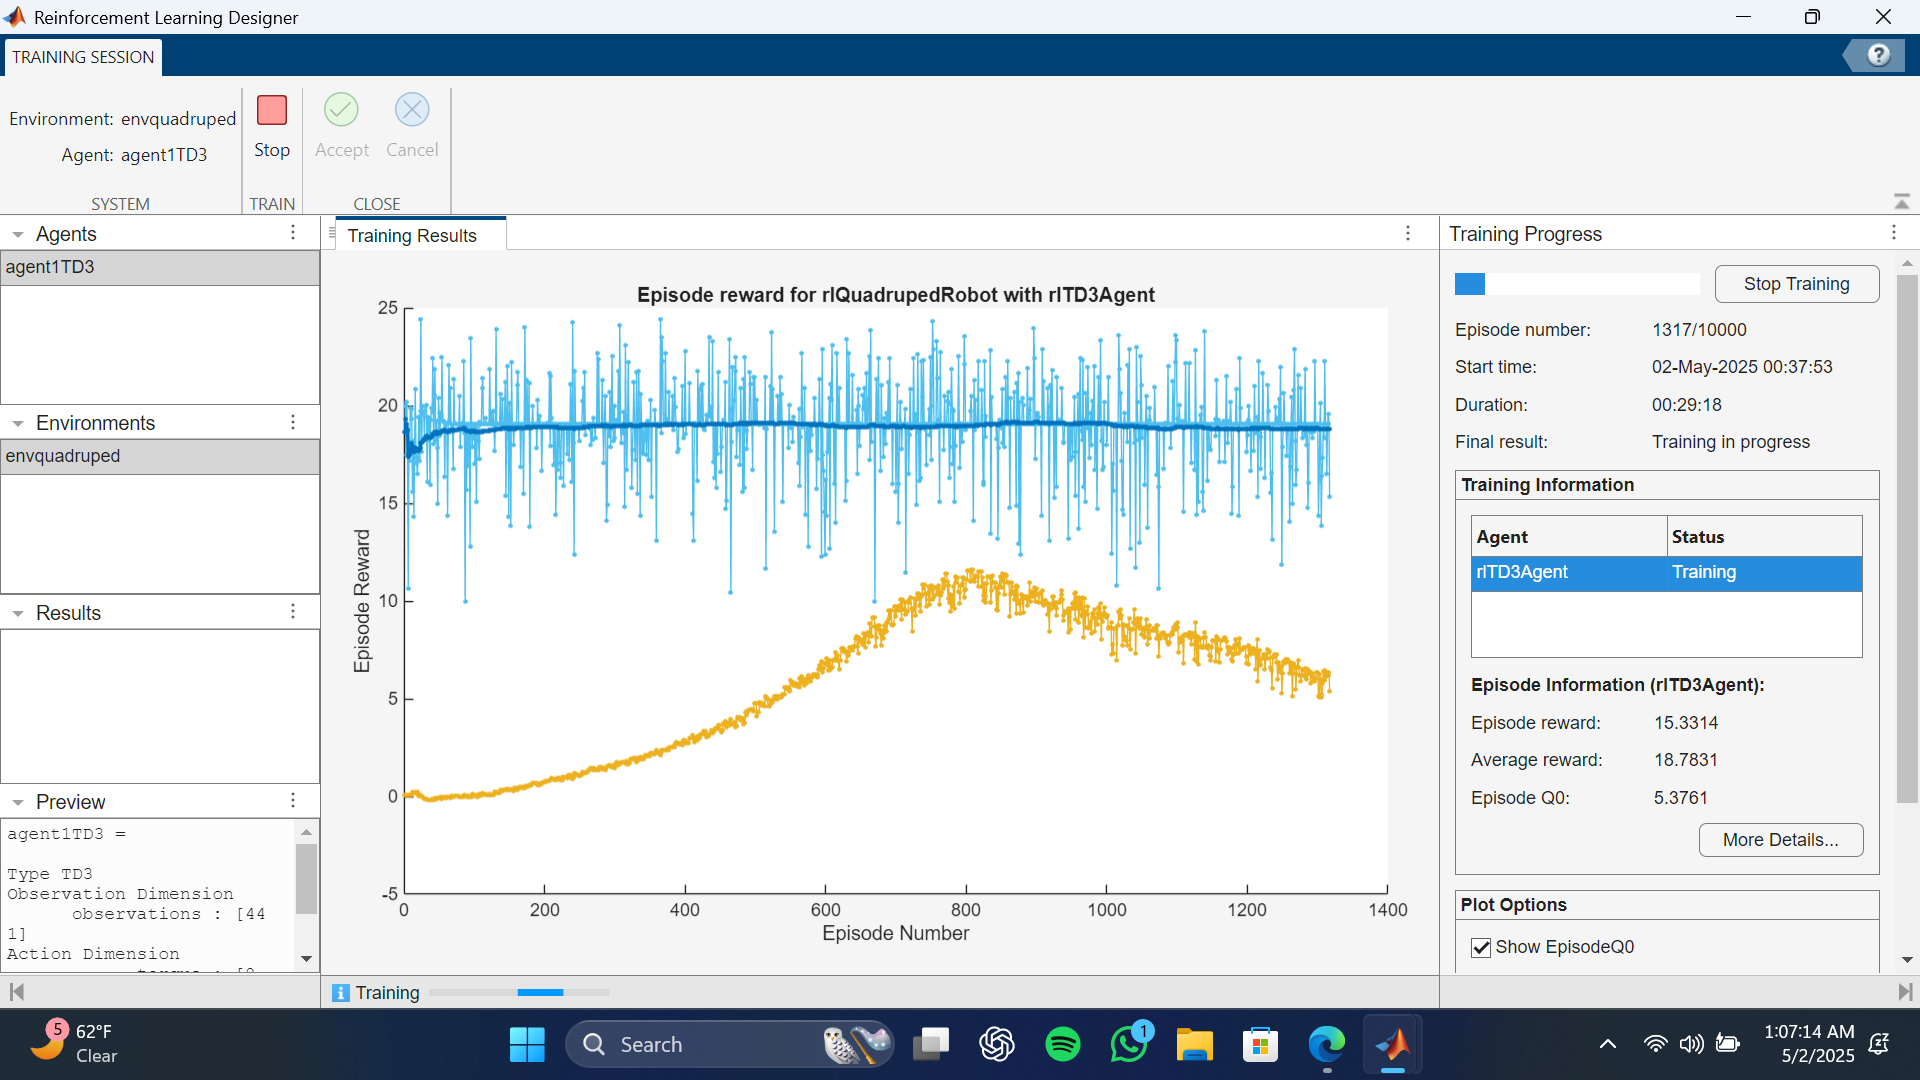 Reinforcement Learning Designer
TRAINING SESSION
?
Environment: envquadruped
Agent: agent1TD3
Stop
Accept
Cancel
SYSTEM
TRAIN
CLOSE
Agents
agent1TD3
Environments
envquadruped
Results
Preview
agent1TD3 =
Type TD3
Observation Dimension
observations : [44
1]
Action Dimension
Training Results
Episode reward for rlQuadrupedRobot with rlTD3Agent
Episode Reward
25
20
15
10
5
0
-5
0
200
400
600
800
1000
1200
1400
Episode Number
Training Progress
Stop Training
Episode number: 1317/10000
Start time: 02-May-2025 00:37:53
Duration: 00:29:18
Final result: Training in progress
Training Information
Agent Status
rlTD3Agent Training
Episode Information (rlTD3Agent):
Episode reward: 15.3314
Average reward: 18.7831
Episode Q0: 5.3761
More Details...
Plot Options
Show EpisodeQ0
i Training
5
62°F
Clear
Search
1
1:07:14 AM
5/2/2025